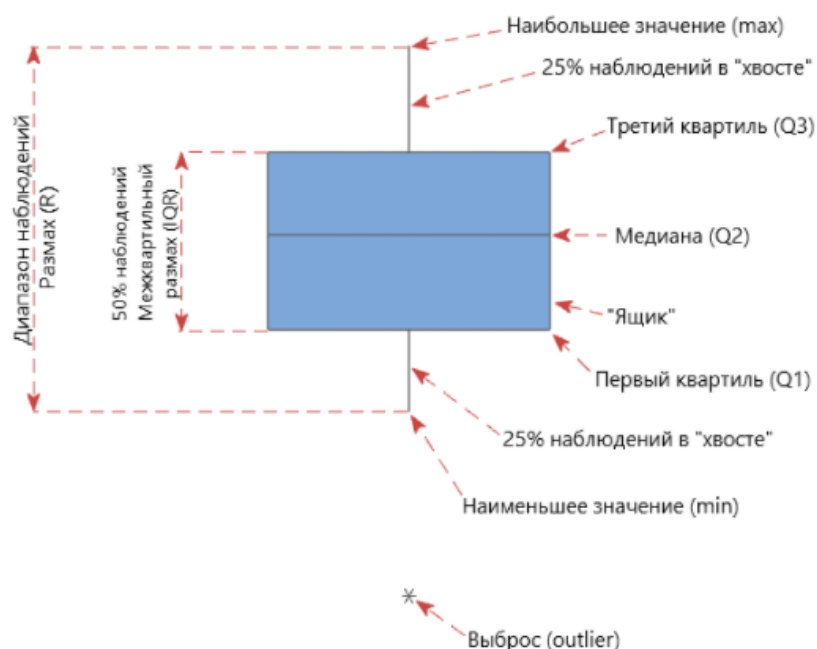 Наибольшее значение (max)
25% наблюдений в "хвосте"
Третий квартиль (Q3)
Диапазон наблюдений
Размах (R)
50% наблюдений
Межквартильный
размах (IQR)
Медиана (Q2)
"Ящик"
Первый квартиль (Q1)
25% наблюдений в "хвосте"
Наименьшее значение (min)
Выброс (outlier)